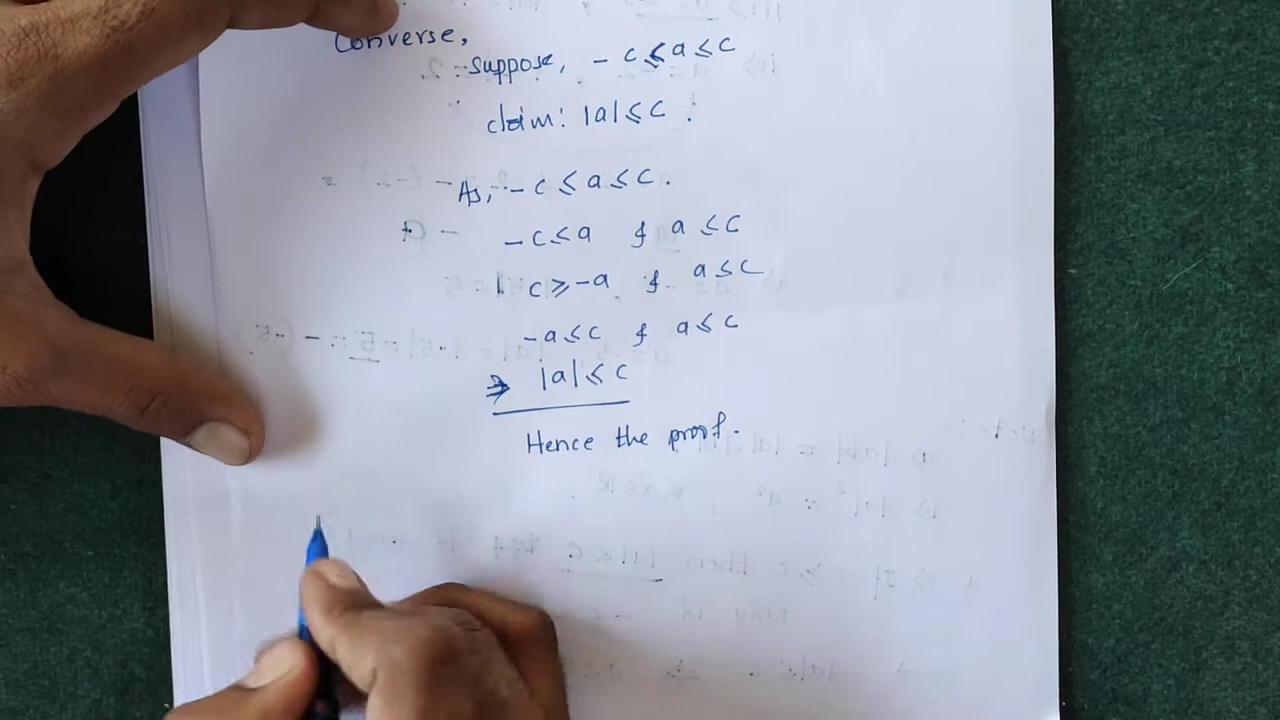 Converse,
suppose, -c ≤ a ≤ c
claim: |a| ≤ c.
As, -c ≤ a ≤ c.
-c ≤ a & a ≤ c
c ≥ -a & a ≤ c
-a ≤ c & a ≤ c
⇒ |a| ≤ c
Hence the proof.